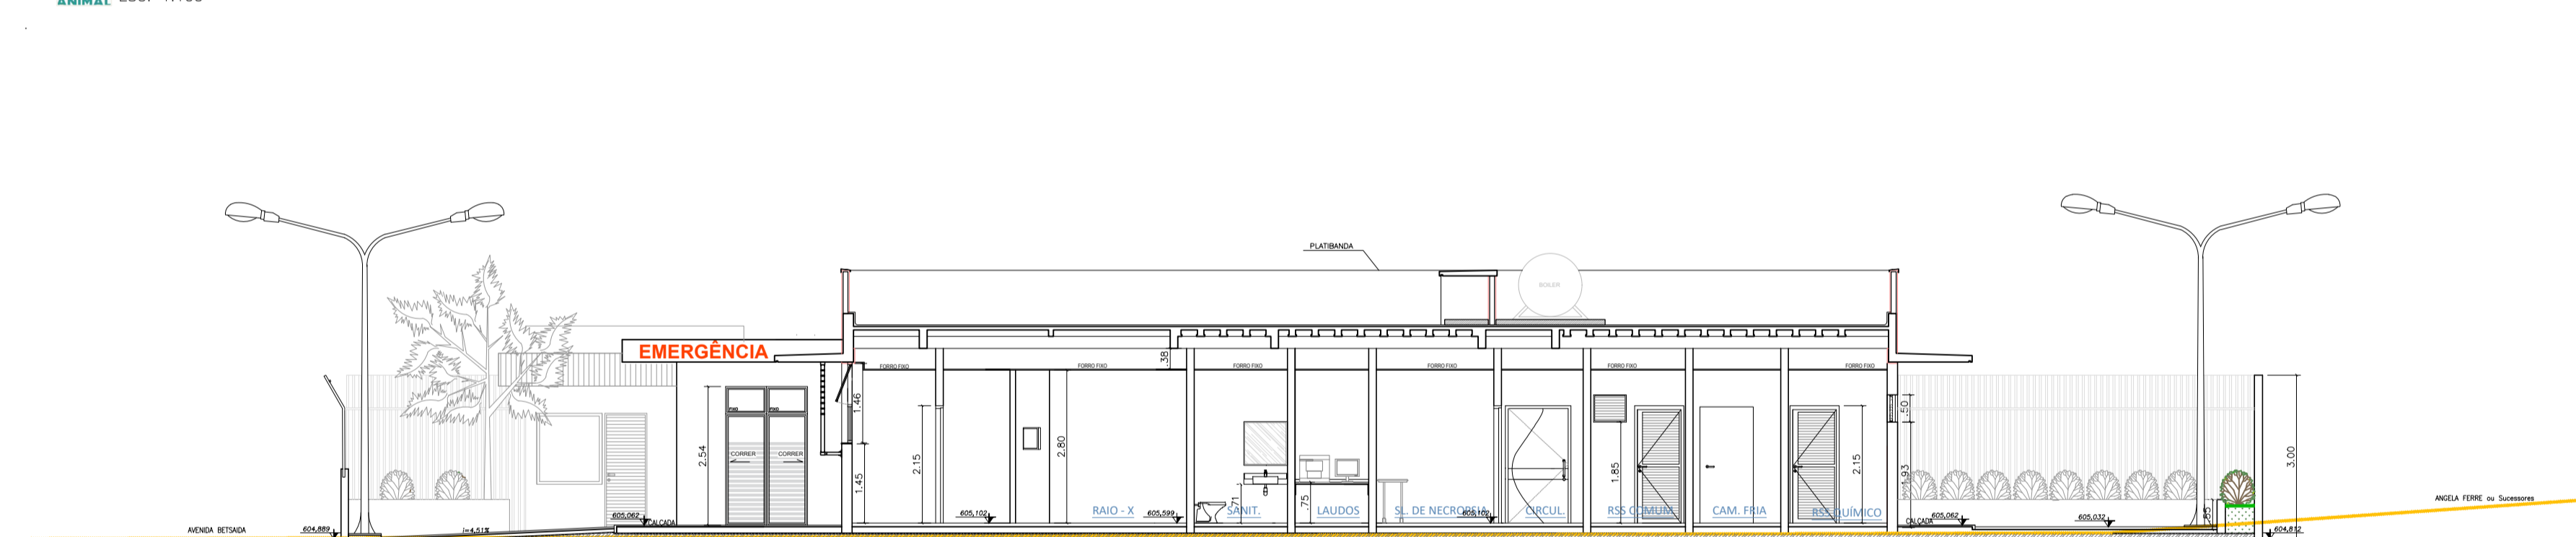 ANIMAL
PLATIBANDA
BOILER
EMERGÊNCIA
FORRO FIXO
FORRO FIXO
.38
FORRO FIXO
FORRO FIXO
FORRO FIXO
FORRO FIXO
FIXO
FIXO
1.46
.50
2.54
CORRER
CORRER
2.15
2.80
1.45
.71
.75
1.85
2.15
.93
3.00
.85
RAIO - X
SANIT.
LAUDOS
SL. DE NECROPSIA
CIRCUL.
RSS COMUM
CAM. FRIA
RSS QUÍMICO
AVENIDA BETSAIDA
604,889
i=4,51%
605,062
CALÇADA
605,102
605,599
605,102
CALÇADA
605,062
605,032
604,812
ANGELA FERRE ou Sucessores